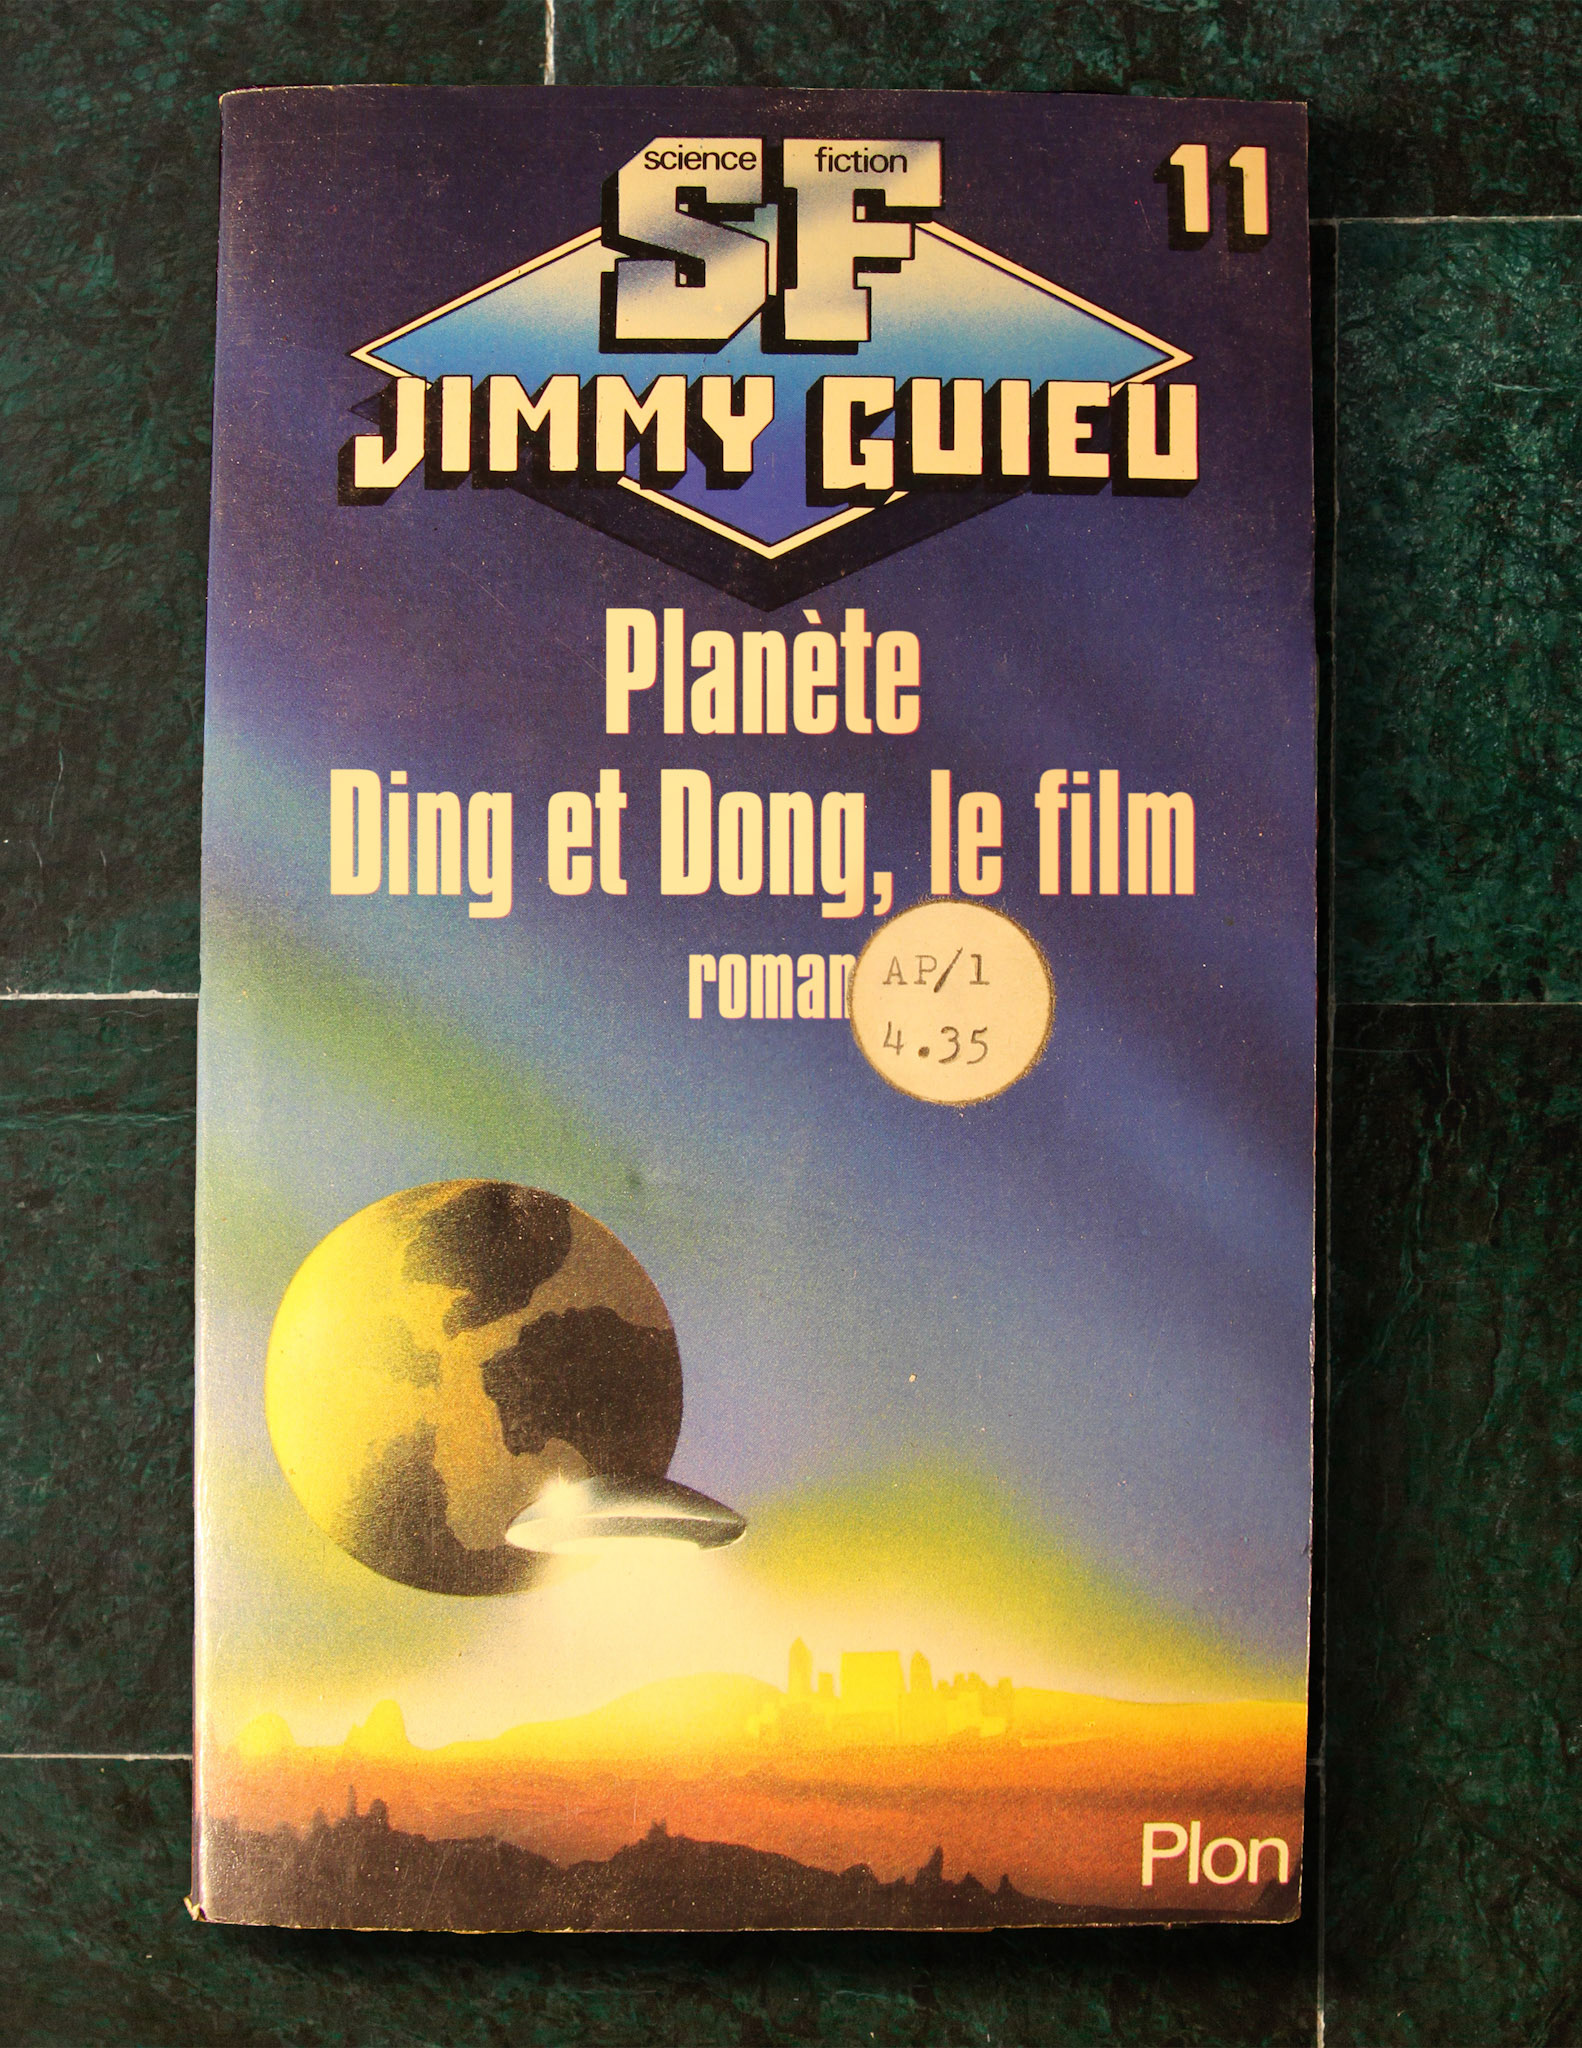 science fiction
SF
11
JIMMY GUIEU
Planète
Ding et Dong, le film
roman
AP/1
4.35
Plon